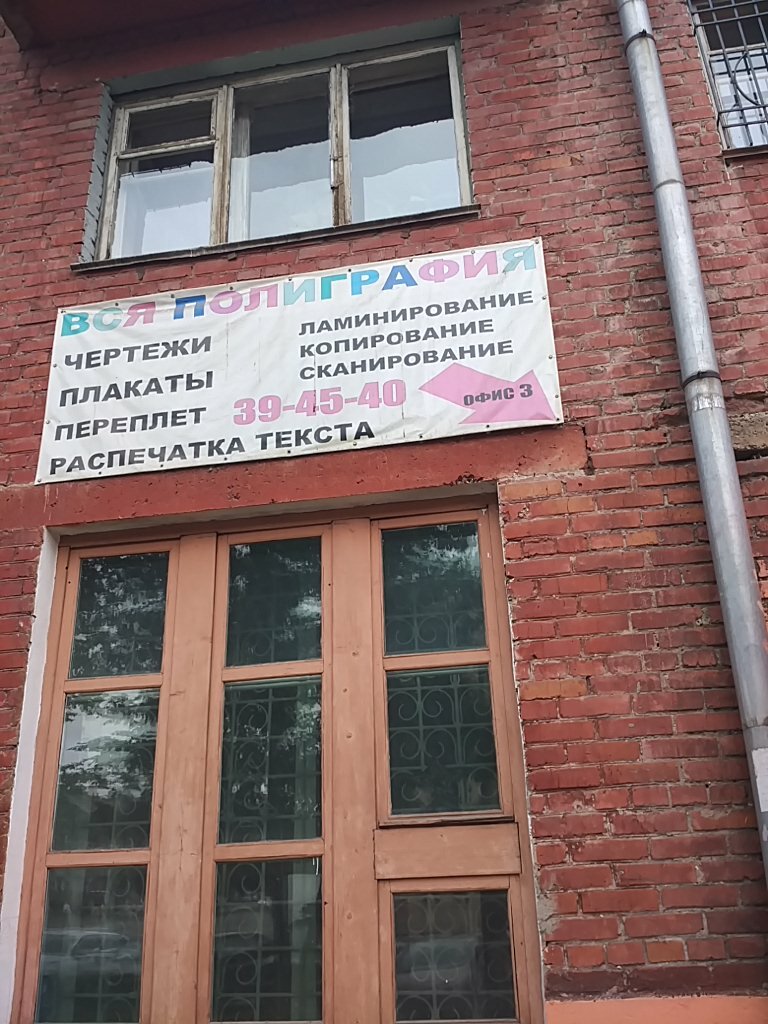 ВСЯ ПОЛИГРАФИЯ
ЧЕРТЕЖИ
ПЛАКАТЫ
ПЕРЕПЛЕТ
РАСПЕЧАТКА ТЕКСТА
ЛАМИНИРОВАНИЕ
КОПИРОВАНИЕ
СКАНИРОВАНИЕ
39-45-40
ОФИС 3